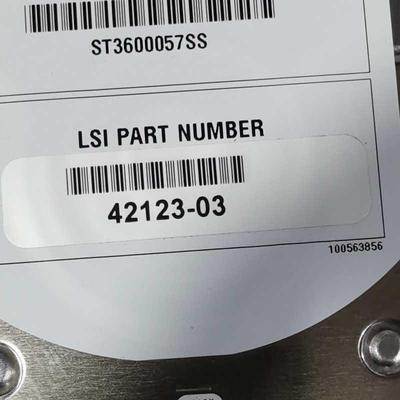 ST3600057SS
LSI PART NUMBER
42123-03
100563856